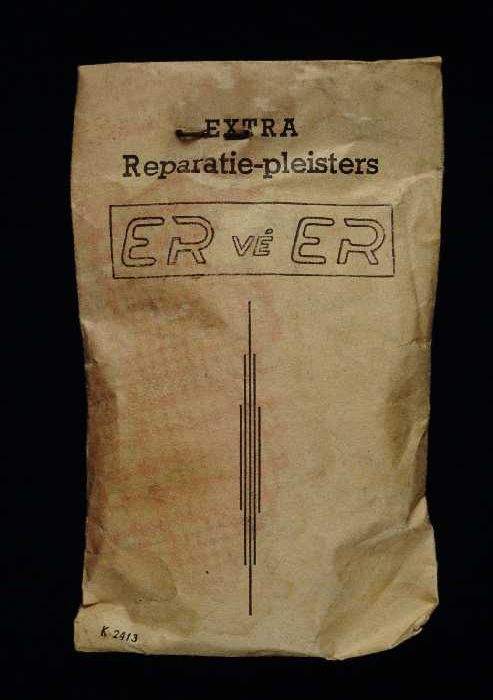 EXTRA
Reparatie-pleisters
ER VÉ ER
K 2413